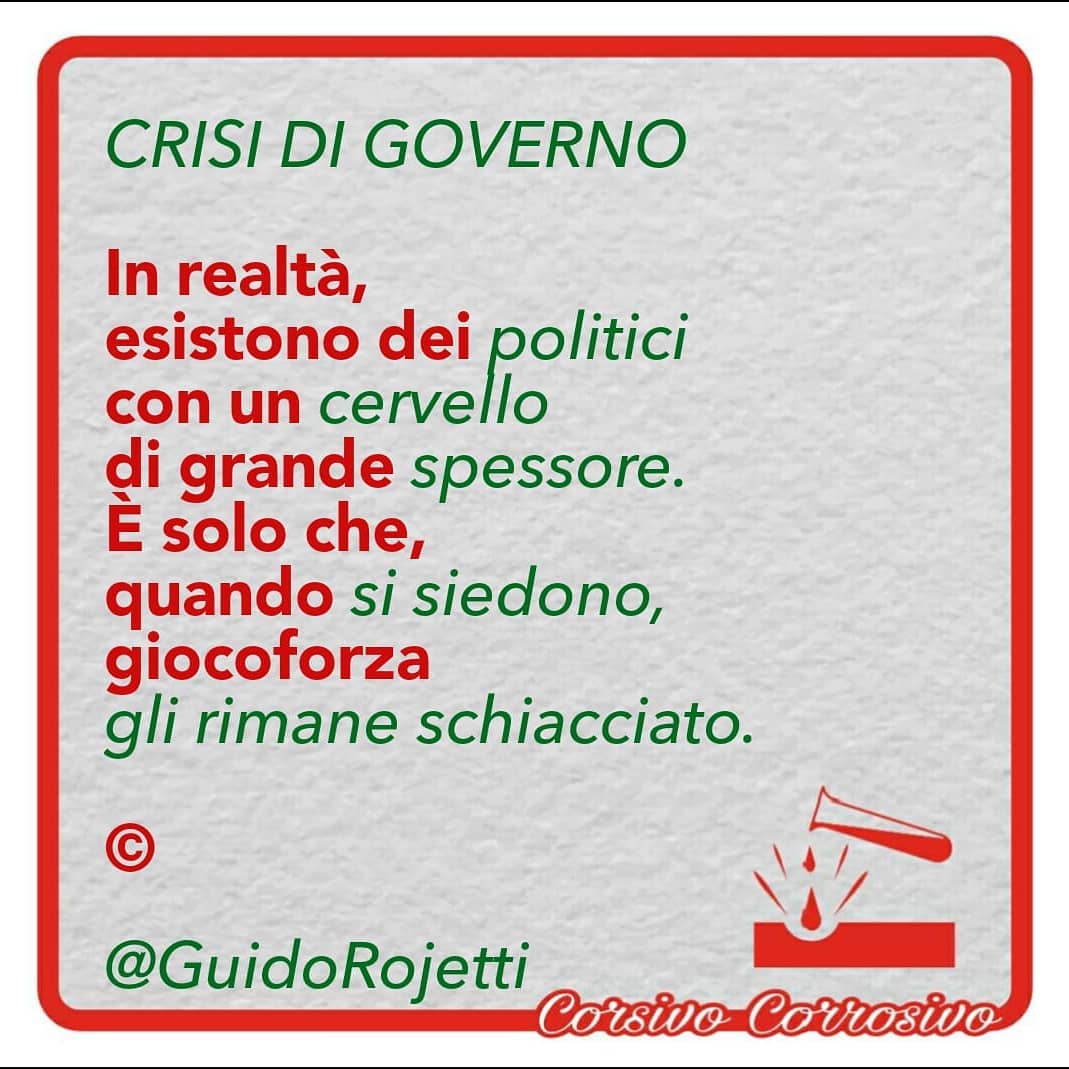 CRISI DI GOVERNO
In realtà,
esistono dei politici
con un cervello
di grande spessore.
È solo che,
quando si siedono,
giocoforza
gli rimane schiacciato.
©
@GuidoRojetti
Corsivo Corrosivo